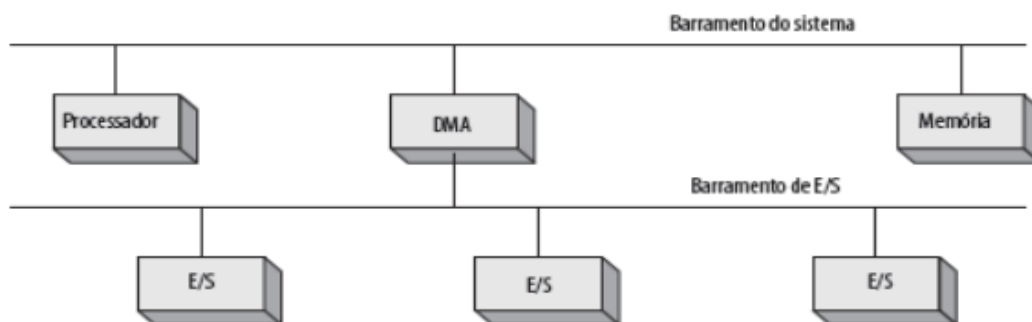 Barramento do sistema
Processador
DMA
Memória
Barramento de E/S
E/S
E/S
E/S